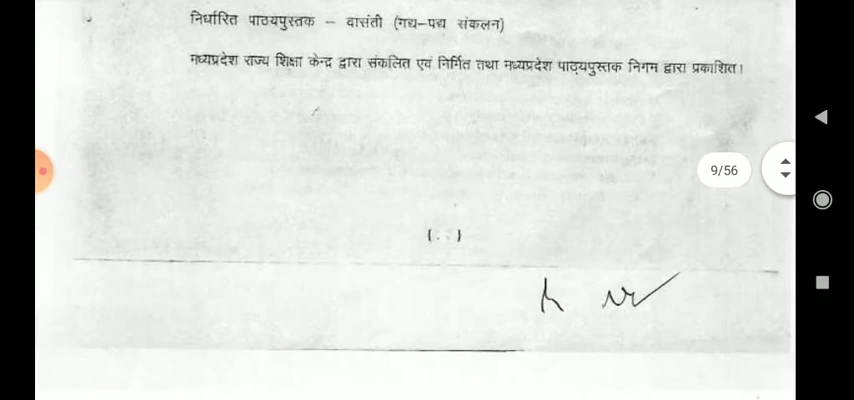 निर्धारित पाठयपुस्तक – वासंती (गद्य–पद्य संकलन)
मध्यप्रदेश राज्य शिक्षा केन्द्र द्वारा संकलित एवं निर्मित तथा मध्यप्रदेश पाठ्यपुस्तक निगम द्वारा प्रकाशित।
9/56